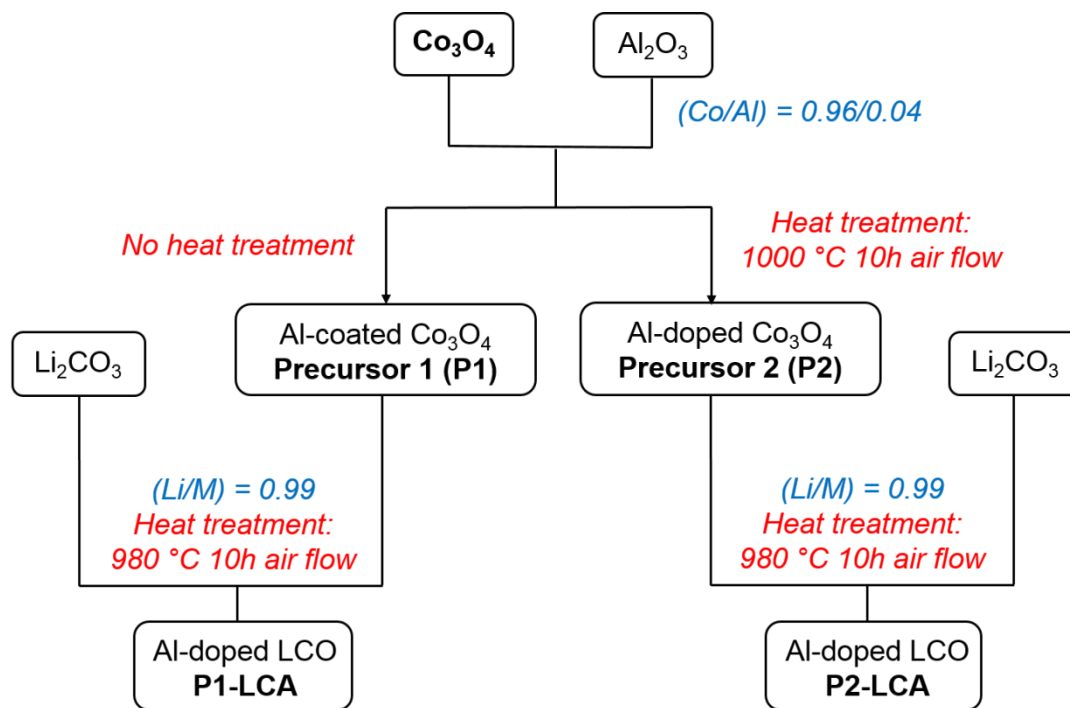 Co₃O₄
Al₂O₃
(Co/Al) = 0.96/0.04
No heat treatment
Heat treatment:
1000 °C 10h air flow
Li₂CO₃
Al-coated Co₃O₄
Precursor 1 (P1)
Al-doped Co₃O₄
Precursor 2 (P2)
Li₂CO₃
(Li/M) = 0.99
Heat treatment:
980 °C 10h air flow
(Li/M) = 0.99
Heat treatment:
980 °C 10h air flow
Al-doped LCO
P1-LCA
Al-doped LCO
P2-LCA